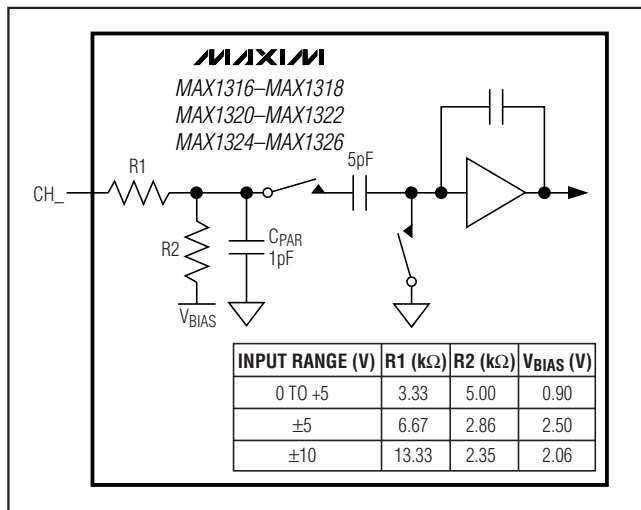 MAXIM
MAX1316–MAX1318
MAX1320–MAX1322
MAX1324–MAX1326
5pF
R1
CH_
R2
CPAR
1pF
VBIAS
INPUT RANGE (V) R1 (kΩ) R2 (kΩ) VBIAS (V)
0 TO +5 3.33 5.00 0.90
±5 6.67 2.86 2.50
±10 13.33 2.35 2.06